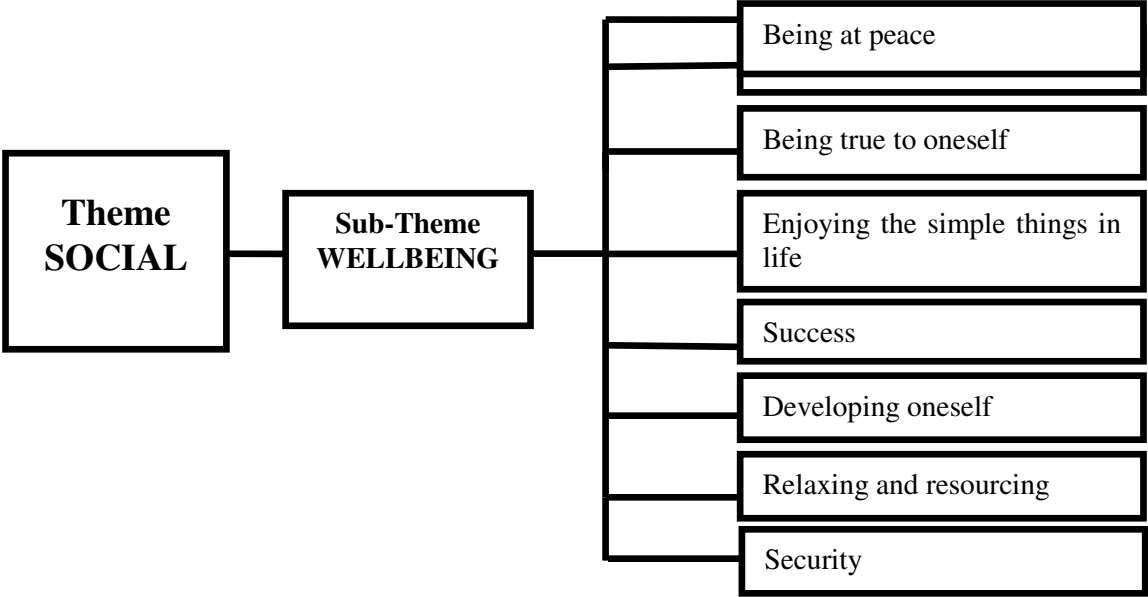 Theme
SOCIAL
Sub-Theme
WELLBEING
Being at peace
Being true to oneself
Enjoying the simple things in
life
Success
Developing oneself
Relaxing and resourcing
Security